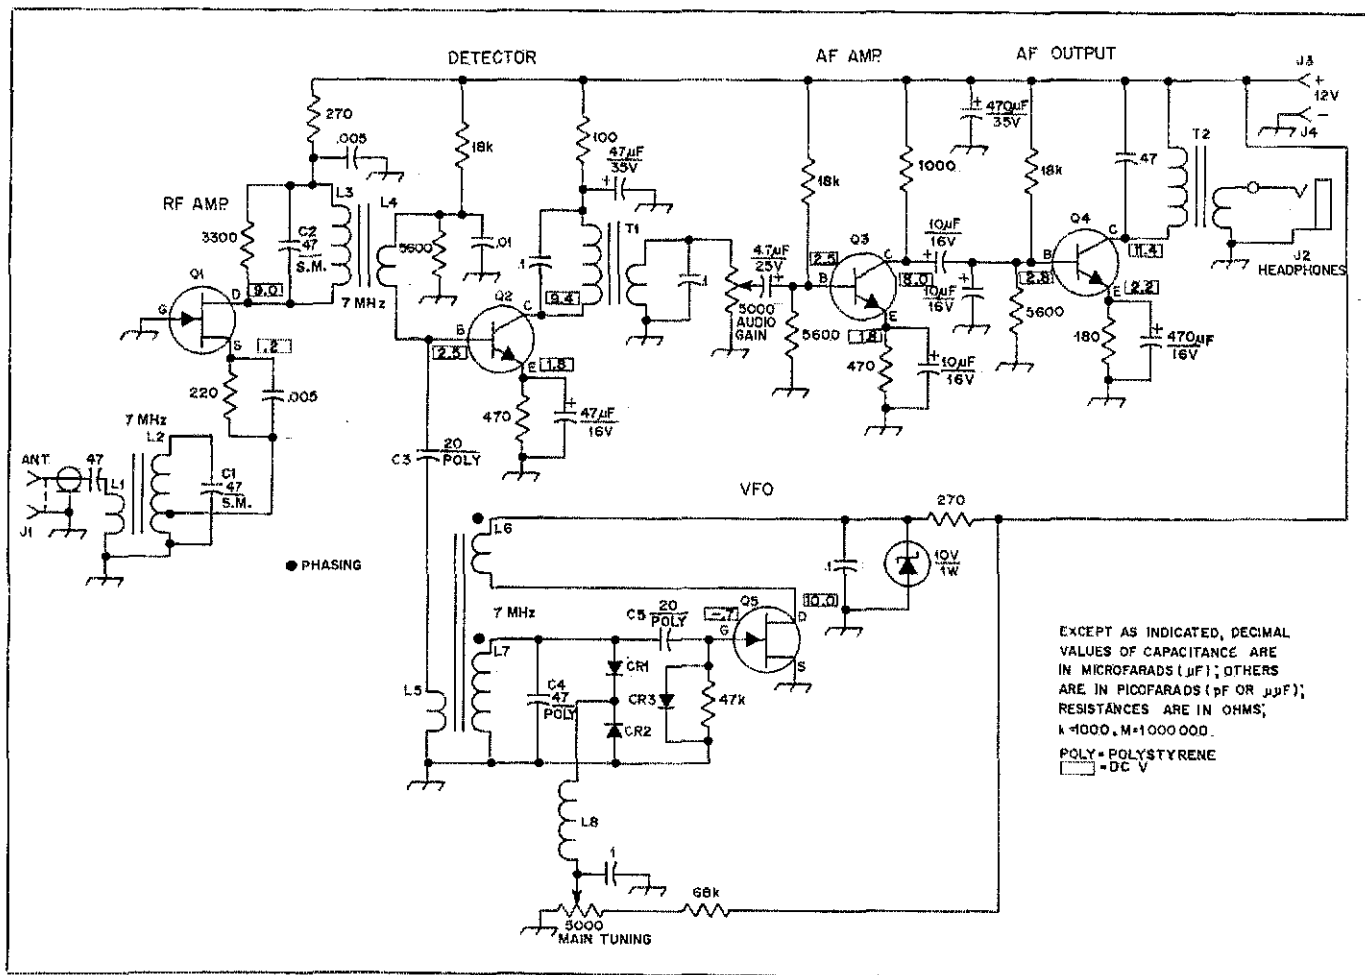 DETECTOR
AF AMP.
AF OUTPUT
J3
+
12V
-
J4
270
.005
18k
100
47µF
35V
+
470µF
35V
+
18k
1000
18k
47
T2
RF AMP.
L3
L4
3300
C2
47
S.M.
5600
.01
.1
T1
.1
4.7µF
25V
+
5000
AUDIO
GAIN
2.5
B
Q3
C
8.0
E
1.8
10µF
16V
+
10µF
16V
+
2.8
B
Q4
C
11.4
E
2.2
J2
HEADPHONES
Q1
G
D
9.0
S
.2
7 MHz
Q2
C
9.4
B
2.5
E
1.8
5600
470
10µF
16V
+
5600
180
470µF
16V
+
220
.005
470
47µF
16V
+
7 MHz
L2
ANT.
47
L1
C1
47
S.M.
J1
C3
20
POLY
VFO
270
L6
● PHASING
.1
10V
1W
7 MHz
C5
20
POLY
-.7
Q5
10.0
G
D
S
L7
L5
C4
47
POLY
CR1
CR2
CR3
47k
L8
.1
68k
5000
MAIN TUNING
EXCEPT AS INDICATED, DECIMAL
VALUES OF CAPACITANCE ARE
IN MICROFARADS (µF); OTHERS
ARE IN PICOFARADS (pF OR µµF);
RESISTANCES ARE IN OHMS;
k=1000, M=1000 000.
POLY=POLYSTYRENE
=DC V